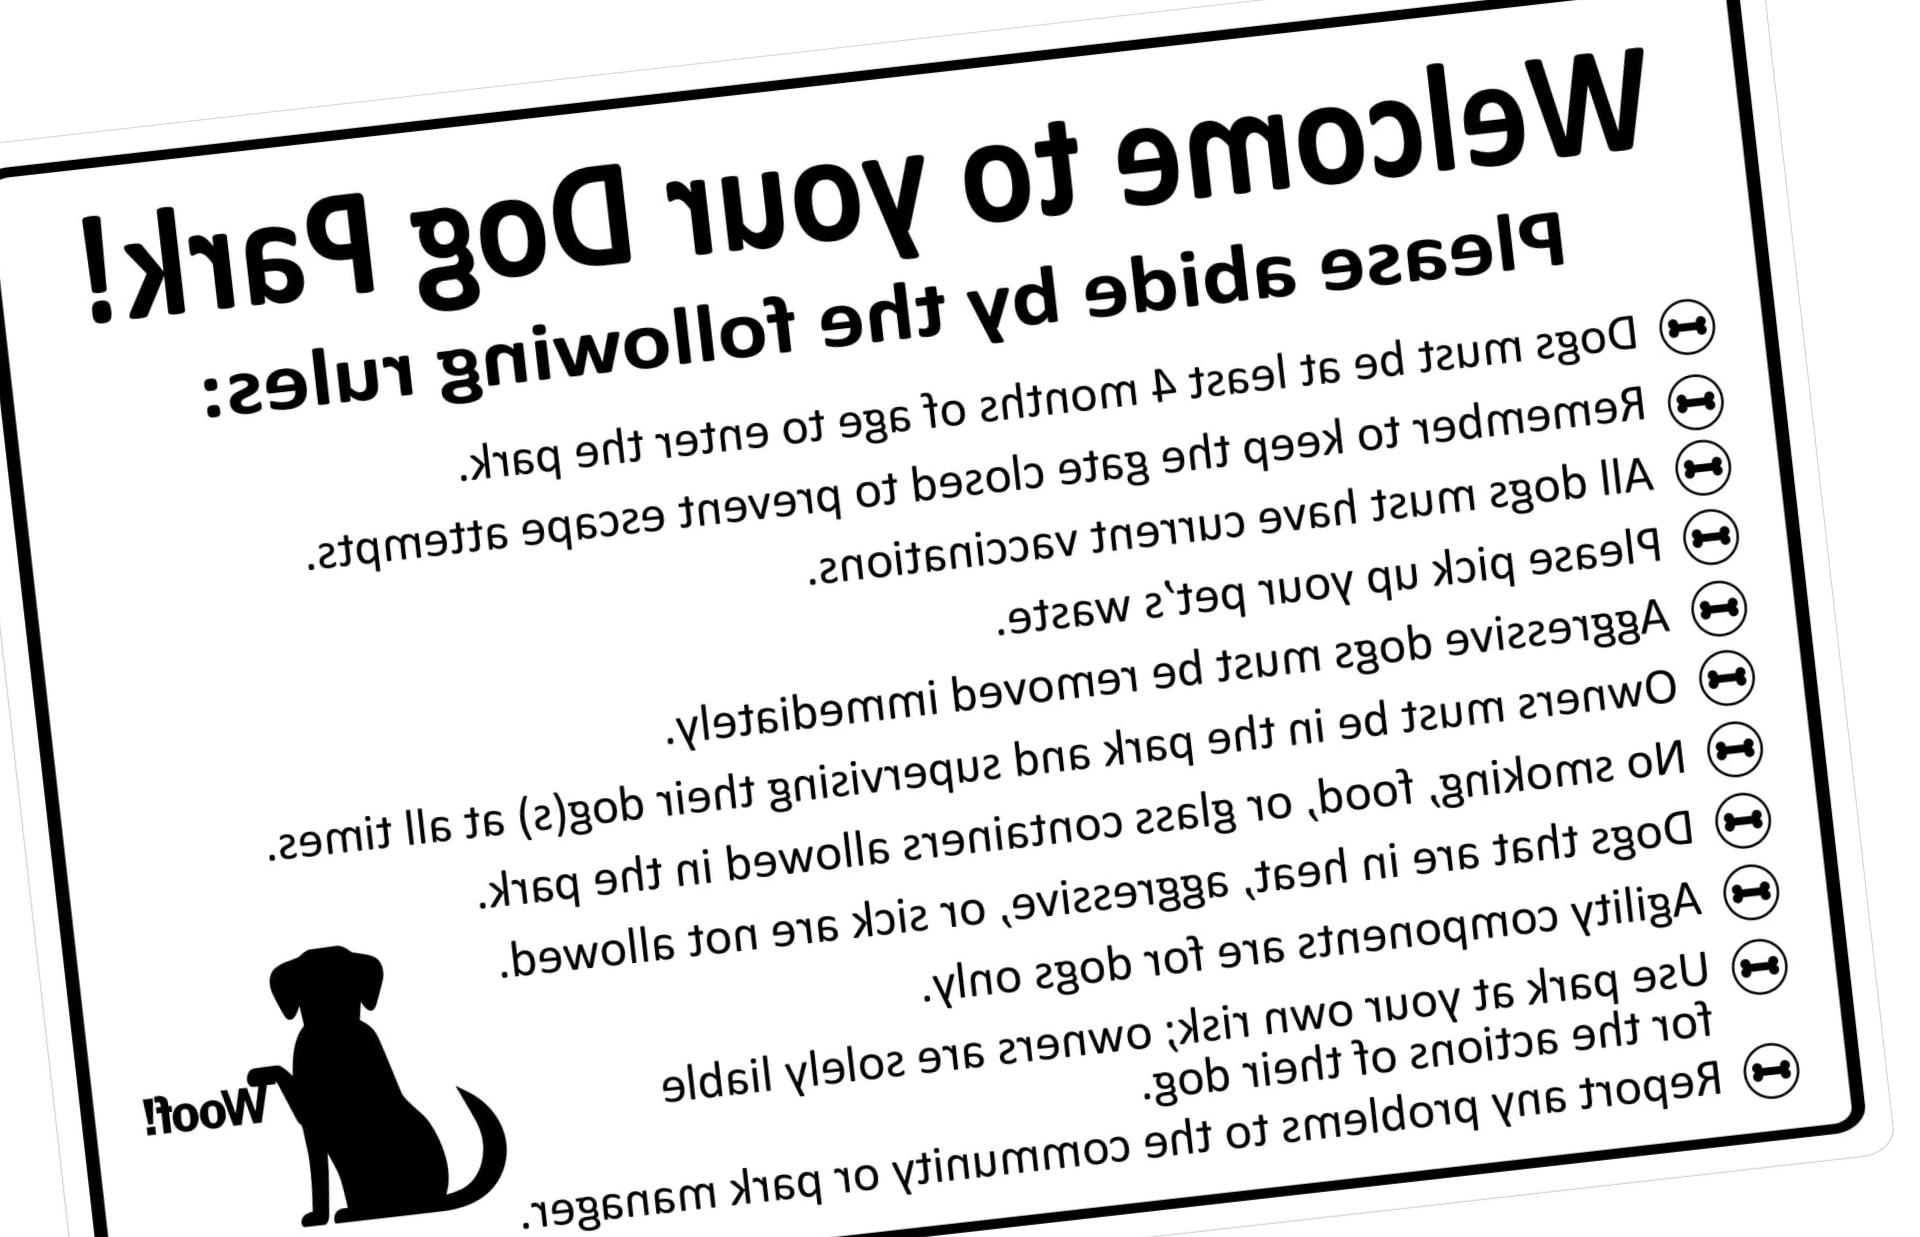 Welcome to your Dog Park!
Please abide by the following rules:
Dogs must be at least 4 months of age to enter the park.
Remember to keep the gate closed to prevent escape attempts.
All dogs must have current vaccinations.
Please pick up your pet's waste.
Aggressive dogs must be removed immediately.
Owners must be in the park and supervising their dog(s) at all times.
No smoking, food, or glass containers allowed in the park.
Dogs that are in heat, aggressive, or sick are not allowed.
Agility components are for dogs only.
Use park at your own risk; owners are solely liable
for the actions of their dog.
Report any problems to the community or park manager.
Woof!